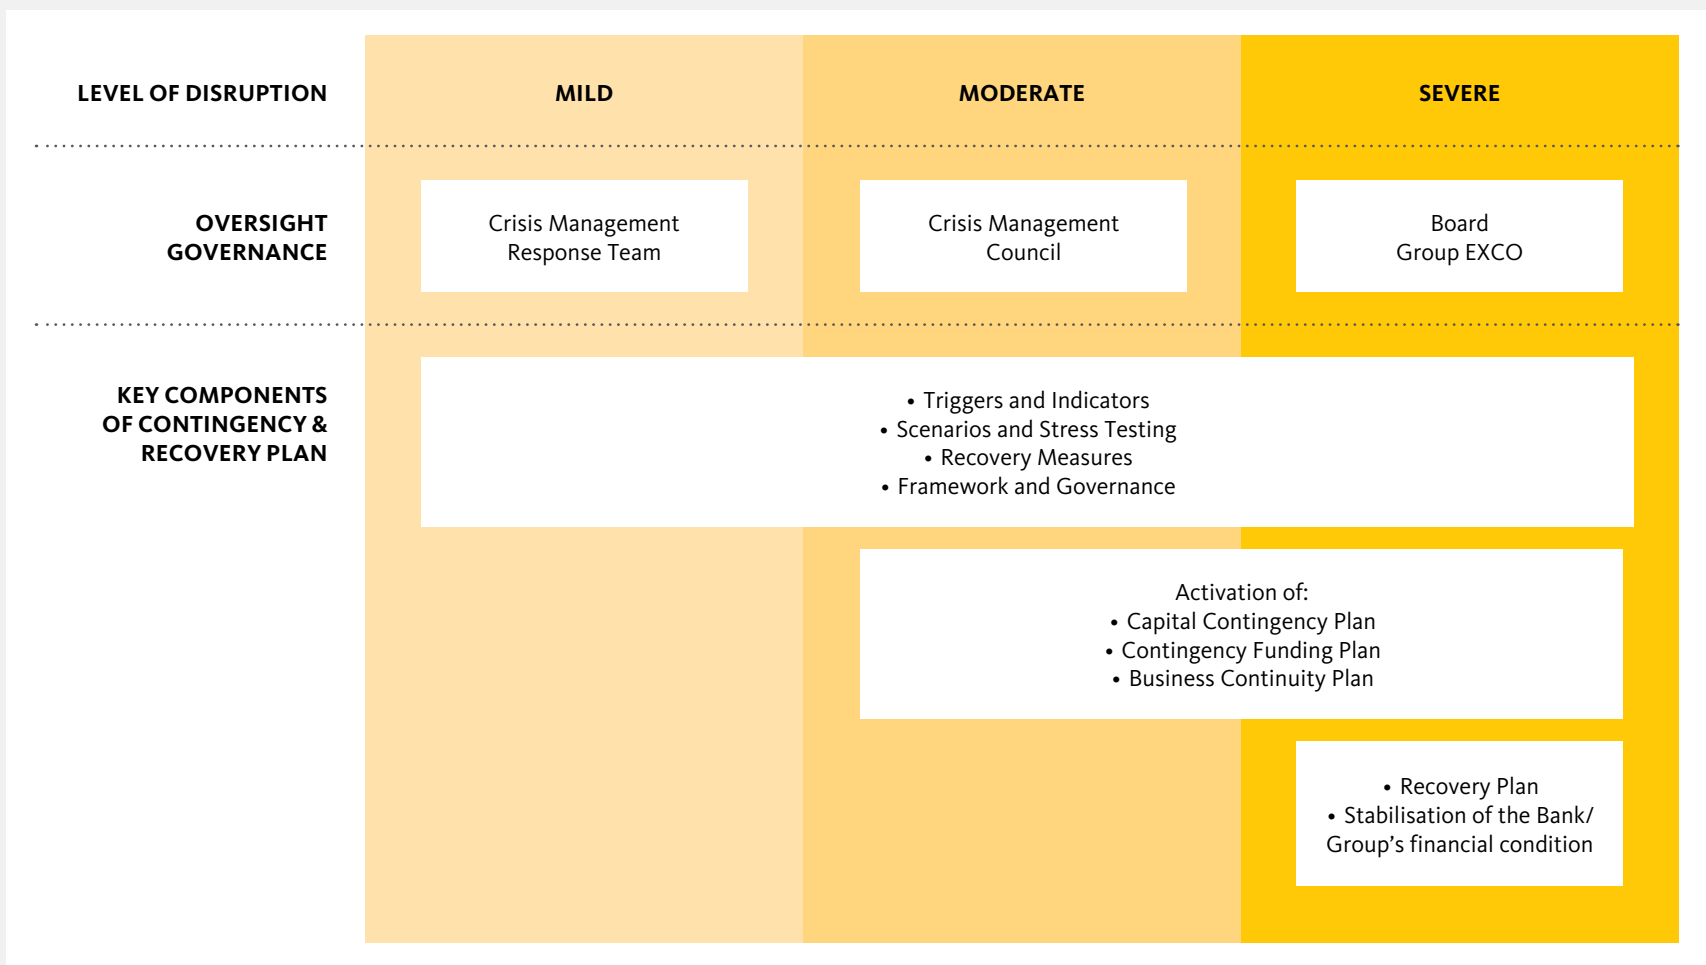 LEVEL OF DISRUPTION
MILD
MODERATE
SEVERE
OVERSIGHT
GOVERNANCE
Crisis Management
Response Team
Crisis Management
Council
Board
Group EXCO
KEY COMPONENTS
OF CONTINGENCY &
RECOVERY PLAN
• Triggers and Indicators
• Scenarios and Stress Testing
• Recovery Measures
• Framework and Governance
Activation of:
• Capital Contingency Plan
• Contingency Funding Plan
• Business Continuity Plan
• Recovery Plan
• Stabilisation of the Bank/
Group’s financial condition